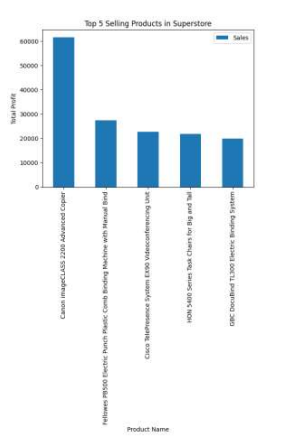 Top 5 Selling Products in Superstore
Sales
Total Profit
60000
50000
40000
30000
20000
10000
0
Canon imageCLASS 2200 Advanced Copier
Fellowes PB500 Electric Punch Plastic Comb Binding Machine with Manual Bind
Cisco TelePresence System EX90 Videoconferencing Unit
HON 5400 Series Task Chairs for Big and Tall
GBC DocuBind TL300 Electric Binding System
Product Name